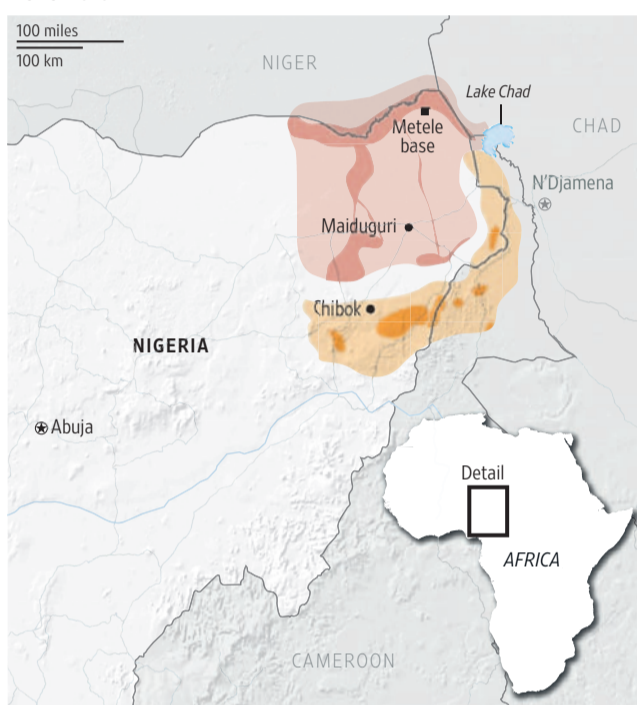 100 miles
100 km
NIGER
Lake Chad
CHAD
Metele
base
N'Djamena
Maiduguri
Chibok
NIGERIA
Abuja
Detail
AFRICA
CAMEROON